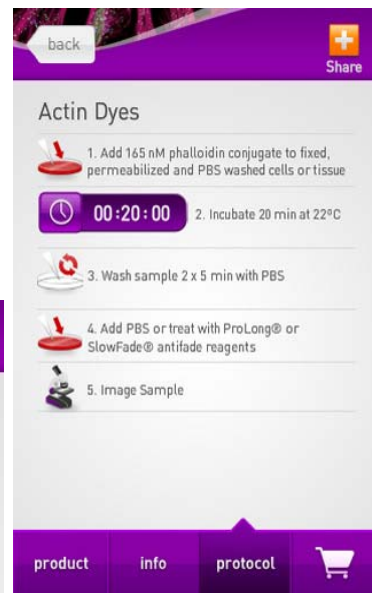 back
Share
Actin Dyes
1. Add 165 nM phalloidin conjugate to fixed,
permeabilized and PBS washed cells or tissue
00:20:00
2. Incubate 20 min at 22ºC
3. Wash sample 2 x 5 min with PBS
4. Add PBS or treat with ProLong® or
SlowFade® antifade reagents
5. Image Sample
product
info
protocol